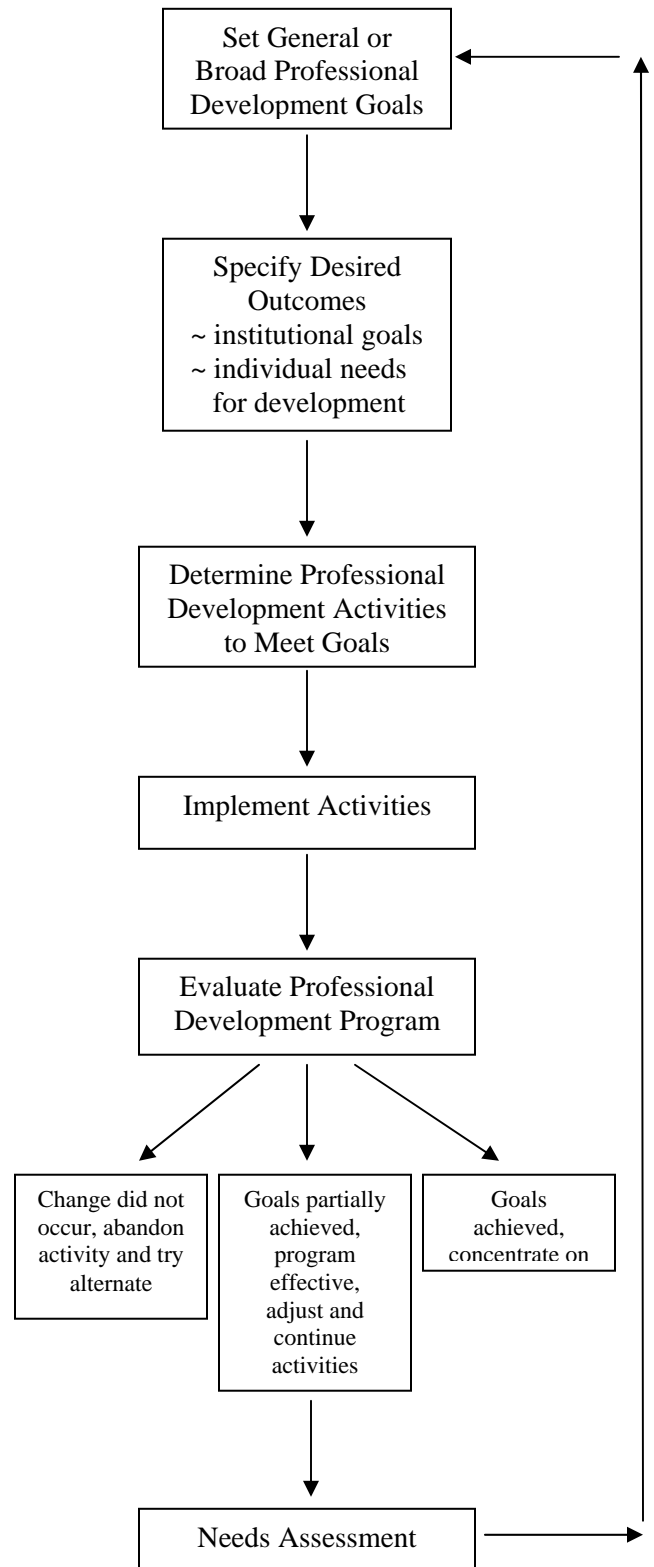 Set General or
Broad Professional
Development Goals
Specify Desired
Outcomes
~ institutional goals
~ individual needs
for development
Determine Professional
Development Activities
to Meet Goals
Implement Activities
Evaluate Professional
Development Program
Change did not
occur, abandon
activity and try
alternate
Goals partially
achieved,
program
effective,
adjust and
continue
activities
Goals
achieved,
concentrate on
Needs Assessment